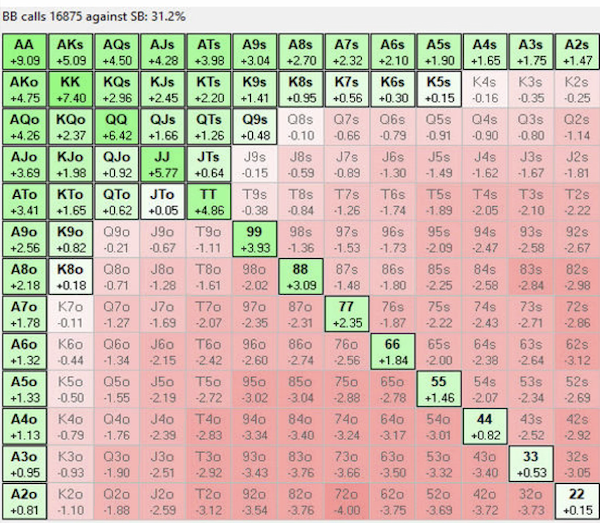 BB calls 16875 against SB: 31.2%
AA AKs AQs AJs ATs A9s A8s A7s A6s A5s A4s A3s A2s
+9.09 +5.09 +4.50 +4.28 +3.98 +3.04 +2.70 +2.32 +2.10 +1.90 +1.65 +1.75 +1.47
AKo KK KQs KJs KTs K9s K8s K7s K6s K5s K4s K3s K2s
+4.75 +7.40 +2.96 +2.45 +2.20 +1.41 +0.95 +0.56 +0.30 +0.15 -0.16 -0.35 -0.25
AQo KQo QQ QJs QTs Q9s Q8s Q7s Q6s Q5s Q4s Q3s Q2s
+4.26 +2.37 +6.42 +1.66 +1.26 +0.48 -0.10 -0.66 -0.79 -0.91 -0.90 -0.80 -1.14
AJo KJo QJo JJ JTs J9s J8s J7s J6s J5s J4s J3s J2s
+3.69 +1.98 +0.92 +5.77 +0.64 -0.15 -0.59 -0.89 -1.30 -1.49 -1.62 -1.67 -1.81
ATo KTo QTo JTo TT T9s T8s T7s T6s T5s T4s T3s T2s
+3.41 +1.65 +0.62 +0.05 +4.86 -0.38 -0.84 -1.26 -1.74 -1.89 -2.05 -2.10 -2.22
A9o K9o Q9o J9o T9o 99 98s 97s 96s 95s 94s 93s 92s
+2.56 +0.82 -0.21 -0.67 -1.11 +3.93 -1.36 -1.53 -1.73 -2.09 -2.47 -2.58 -2.67
A8o K8o Q8o J8o T8o 98o 88 87s 86s 85s 84s 83s 82s
+2.18 +0.18 -0.71 -1.28 -1.61 -2.02 +3.09 -1.48 -1.80 -2.25 -2.58 -2.84 -2.98
A7o K7o Q7o J7o T7o 97o 87o 77 76s 75s 74s 73s 72s
+1.78 -0.11 -1.27 -1.69 -2.07 -2.35 -2.31 +2.35 -1.87 -2.22 -2.43 -2.71 -2.86
A6o K6o Q6o J6o T6o 96o 86o 76o 66 65s 64s 63s 62s
+1.32 -0.44 -1.34 -2.15 -2.42 -2.60 -2.74 -2.56 +1.84 -2.00 -2.38 -2.64 -3.12
A5o K5o Q5o J5o T5o 95o 85o 75o 65o 55 54s 53s 52s
+1.33 -0.50 -1.55 -2.19 -2.72 -3.02 -3.04 -2.88 -2.78 +1.46 -2.07 -2.34 -2.69
A4o K4o Q4o J4o T4o 94o 84o 74o 64o 54o 44 43s 42s
+1.13 -0.79 -1.76 -2.39 -2.83 -3.34 -3.40 -3.24 -3.17 -3.01 +0.82 -2.52 -2.92
A3o K3o Q3o J3o T3o 93o 83o 73o 63o 53o 43o 33 32s
+0.95 -0.93 -1.90 -2.51 -2.92 -3.43 -3.76 -3.66 -3.50 -3.32 -3.40 +0.53 -3.05
A2o K2o Q2o J2o T2o 92o 82o 72o 62o 52o 42o 32o 22
+0.81 -1.10 -1.88 -2.59 -3.12 -3.54 -3.76 -4.00 -3.75 -3.69 -3.72 -3.73 +0.15